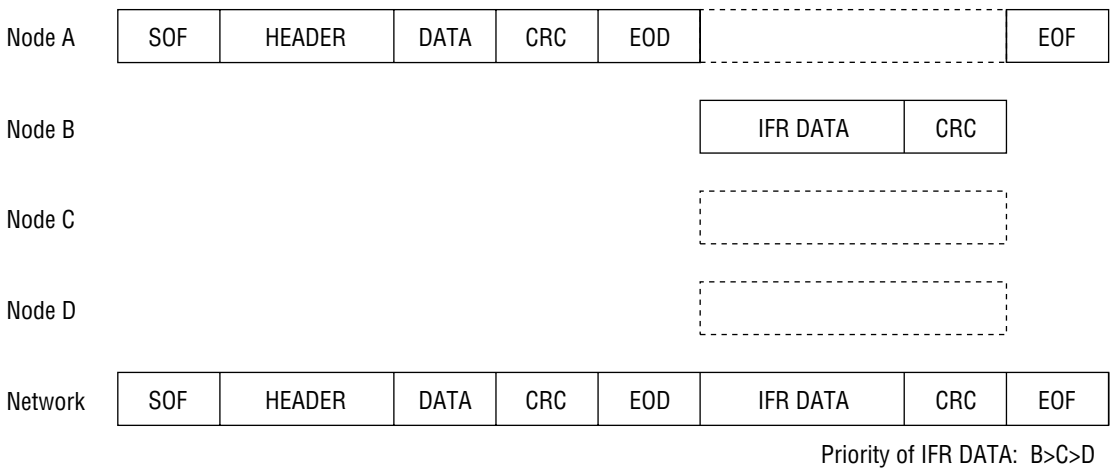 Node A SOF HEADER DATA CRC EOD EOF
Node B IFR DATA CRC
Node C
Node D
Network SOF HEADER DATA CRC EOD IFR DATA CRC EOF
Priority of IFR DATA: B>C>D